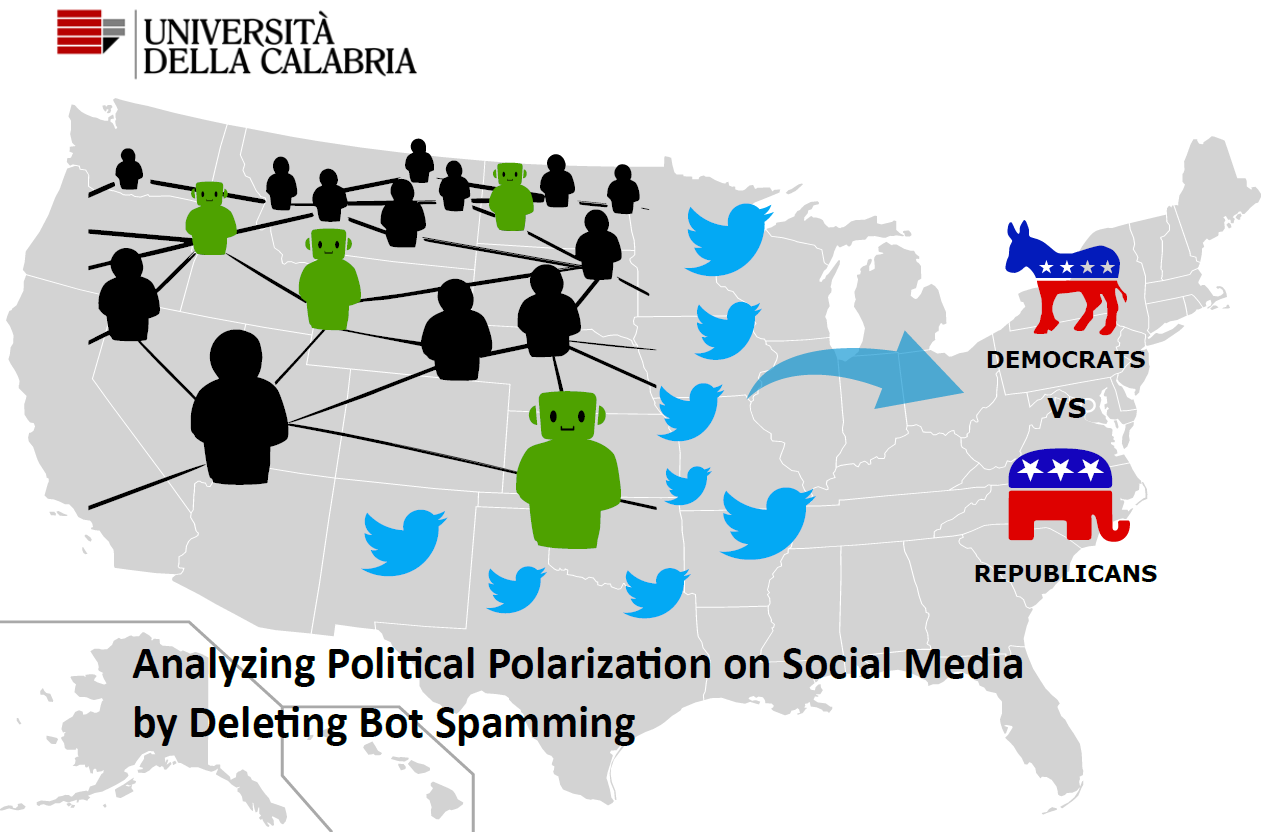 UNIVERSITÀ
DELLA CALABRIA
DEMOCRATS
VS
REPUBLICANS
Analyzing Political Polarization on Social Media
by Deleting Bot Spamming